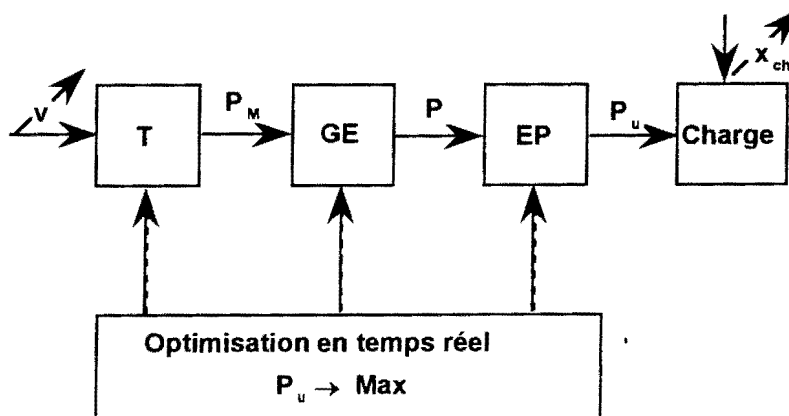 v
T
P_M
GE
P
EP
P_u
Charge
x_ch
Optimisation en temps réel
P_u → Max